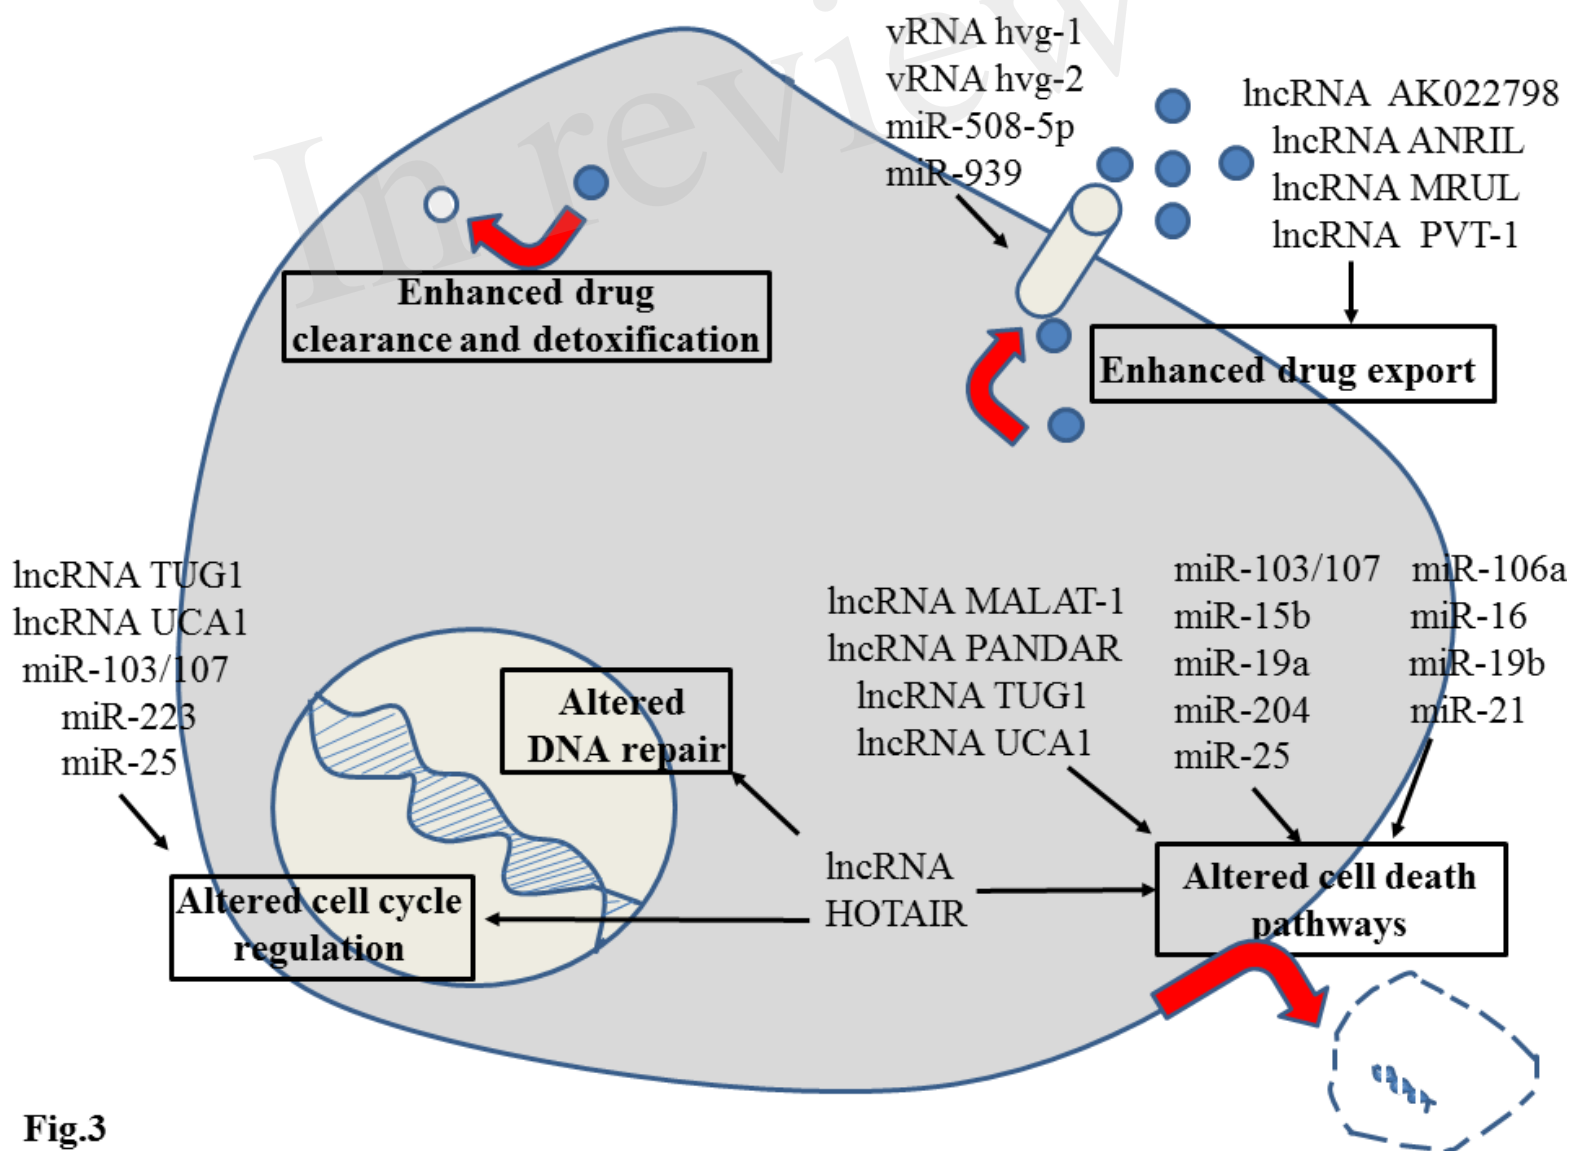 In review
vRNA hvg-1
vRNA hvg-2
miR-508-5p
miR-939
lncRNA AK022798
lncRNA ANRIL
lncRNA MRUL
lncRNA PVT-1
Enhanced drug
clearance and detoxification
Enhanced drug export
lncRNA TUG1
lncRNA UCA1
miR-103/107
miR-223
miR-25
Altered
DNA repair
lncRNA MALAT-1
lncRNA PANDAR
lncRNA TUG1
lncRNA UCA1
miR-103/107
miR-15b
miR-19a
miR-204
miR-25
miR-106a
miR-16
miR-19b
miR-21
Altered cell cycle
regulation
lncRNA
HOTAIR
Altered cell death
pathways
Fig.3